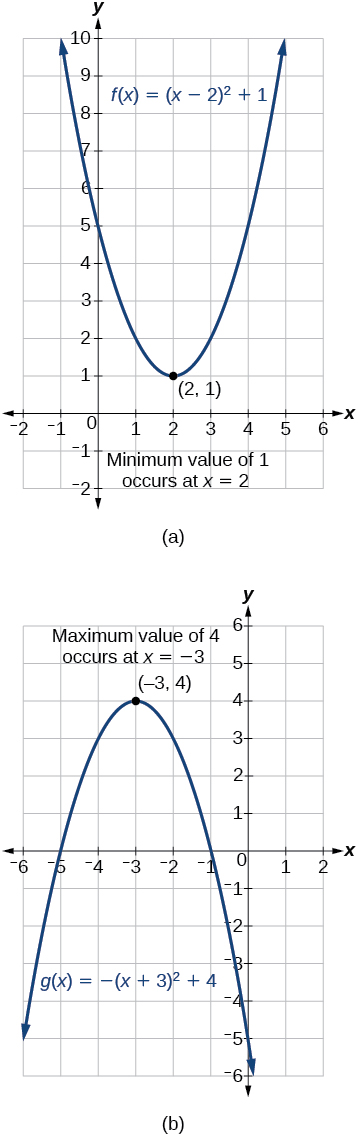 y
10
9
8
f(x) = (x − 2)² + 1
7
6
5
4
3
2
1
(2, 1)
x
−2 −1 0 1 2 3 4 5 6
−1
Minimum value of 1
occurs at x = 2
−2
(a)
y
6
Maximum value of 4
occurs at x = −3
5
(–3, 4)
4
3
2
1
x
−6 −5 −4 −3 −2 −1 0 1 2
−1
−2
−3
g(x) = −(x + 3)² + 4
−4
−5
−6
(b)